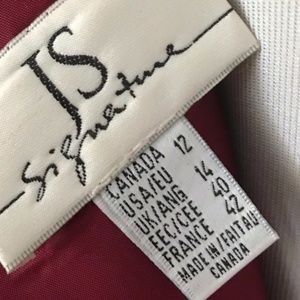 JS
Signature
CANADA 12
USA/EU
UK/ANG 14
EEC/CEE 40
FRANCE 42
MADE IN/FAIT AU
CANADA